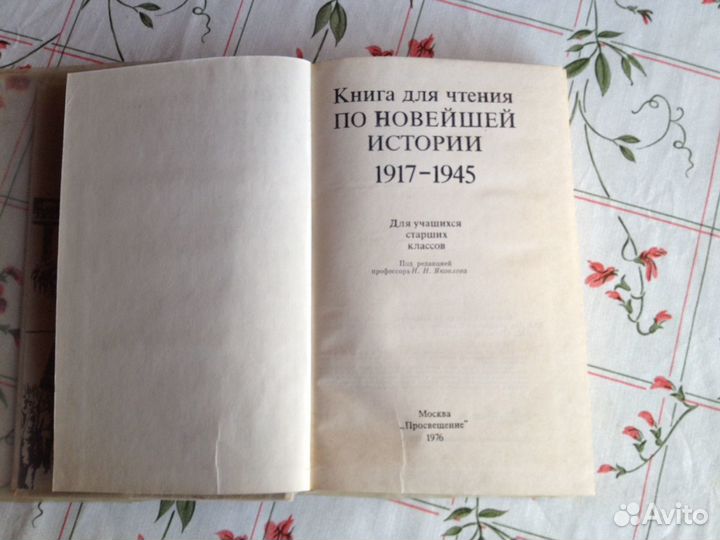 Книга для чтения
ПО НОВЕЙШЕЙ
ИСТОРИИ
1917-1945
Для учащихся
старших
классов
Под редакцией
профессора Н. Н. Яковлева
Москва
„Просвещение"
1976
Avito